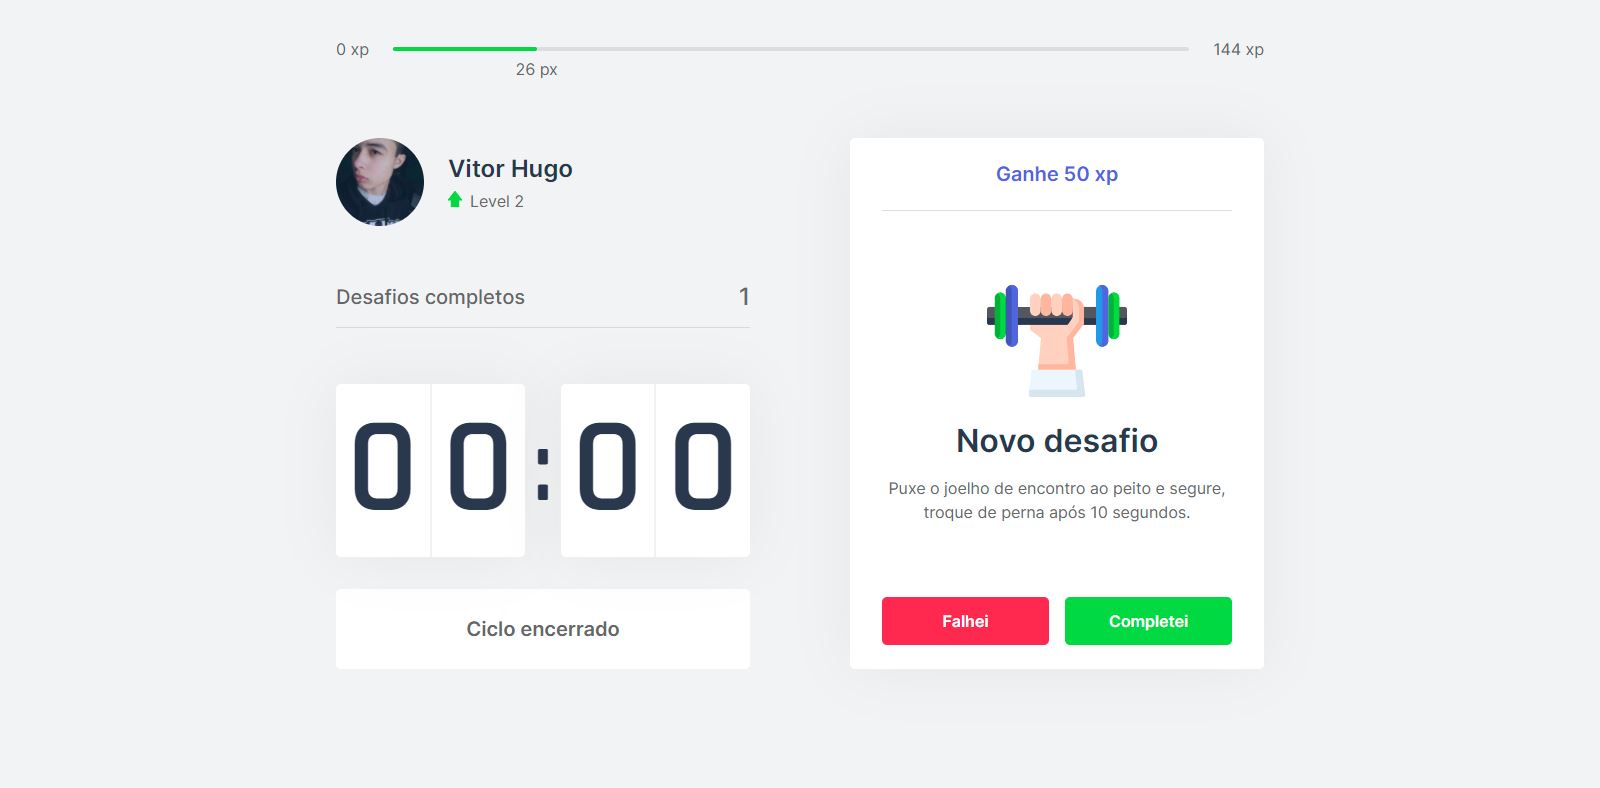 0 xp
144 xp
26 px
Vitor Hugo
Level 2
Desafios completos
1
00:00
Ciclo encerrado
Ganhe 50 xp
Novo desafio
Puxe o joelho de encontro ao peito e segure,
troque de perna após 10 segundos.
Falhei
Completei